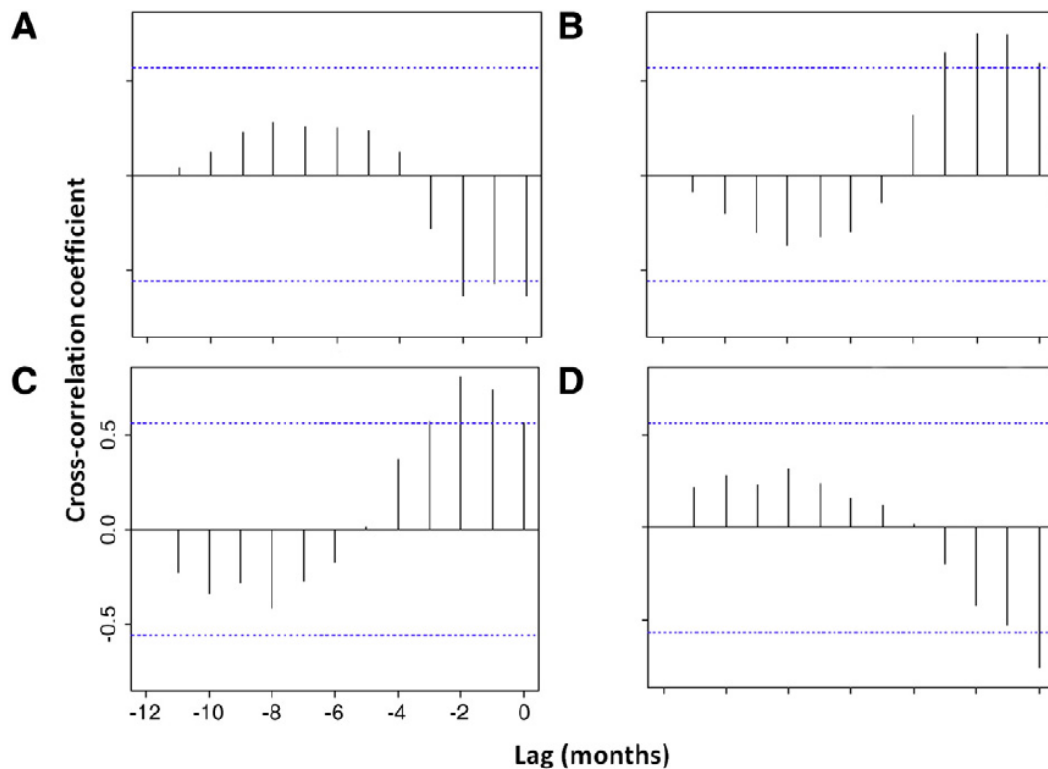 A
B
Cross-correlation coefficient
C
D
0.5
0.0
-0.5
-12 -10 -8 -6 -4 -2 0
Lag (months)